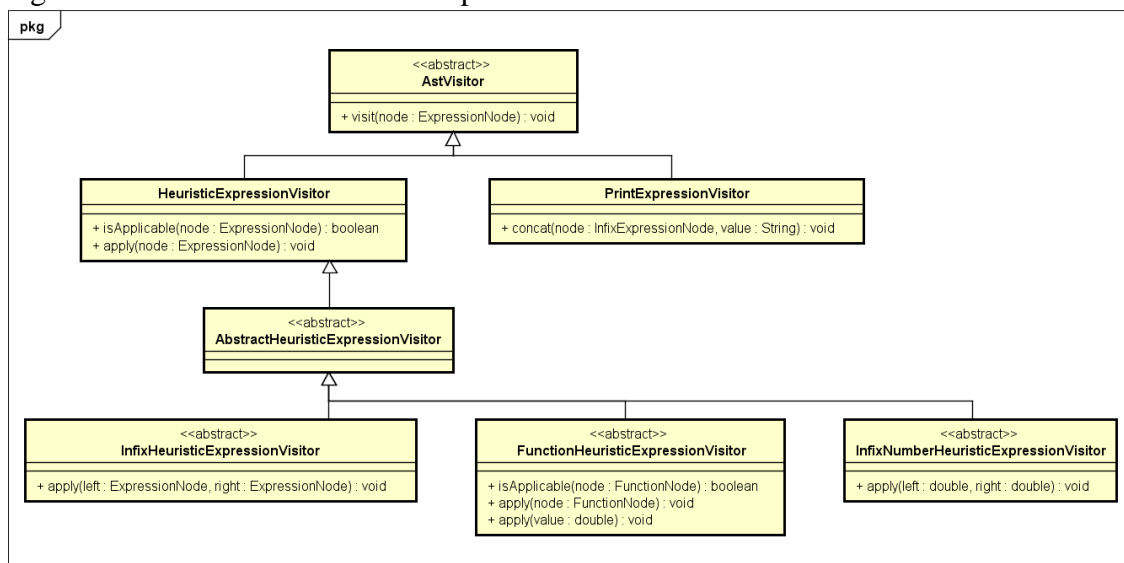 pkg
<<abstract>>
AstVisitor
+ visit(node : ExpressionNode) : void
HeuristicExpressionVisitor
+ isApplicable(node : ExpressionNode) : boolean
+ apply(node : ExpressionNode) : void
PrintExpressionVisitor
+ concat(node : InfixExpressionNode, value : String) : void
<<abstract>>
AbstractHeuristicExpressionVisitor
<<abstract>>
InfixHeuristicExpressionVisitor
+ apply(left : ExpressionNode, right : ExpressionNode) : void
<<abstract>>
FunctionHeuristicExpressionVisitor
+ isApplicable(node : FunctionNode) : boolean
+ apply(node : FunctionNode) : void
+ apply(value : double) : void
<<abstract>>
InfixNumberHeuristicExpressionVisitor
+ apply(left : double, right : double) : void